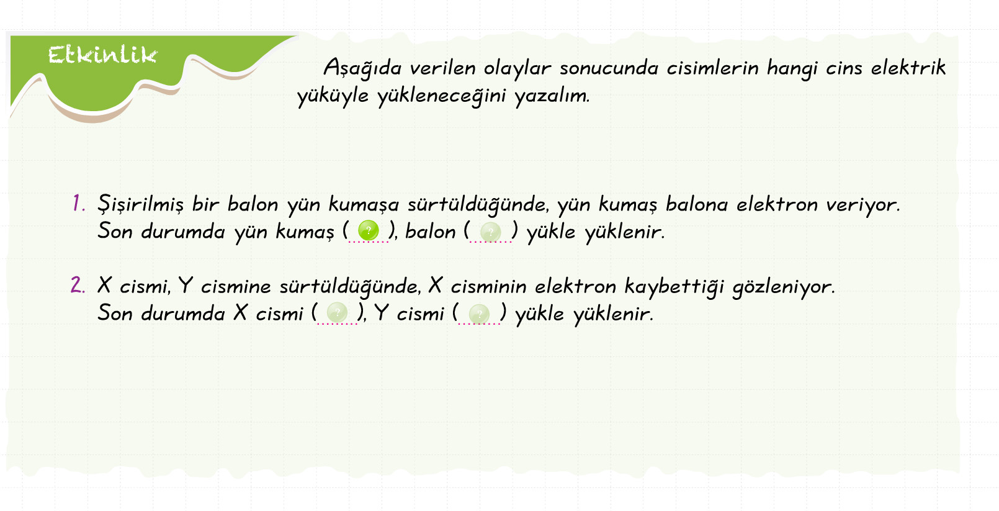 Etkinlik
Aşağıda verilen olaylar sonucunda cisimlerin hangi cins elektrik
yüküyle yükleneceğini yazalım.
1. Şişirilmiş bir balon yün kumaşa sürtüldüğünde, yün kumaş balona elektron veriyor.
Son durumda yün kumaş (.?.), balon (.?.) yükle yüklenir.
2. X cismi, Y cismine sürtüldüğünde, X cisminin elektron kaybettiği gözleniyor.
Son durumda X cismi (.?.), Y cismi (.?.) yükle yüklenir.